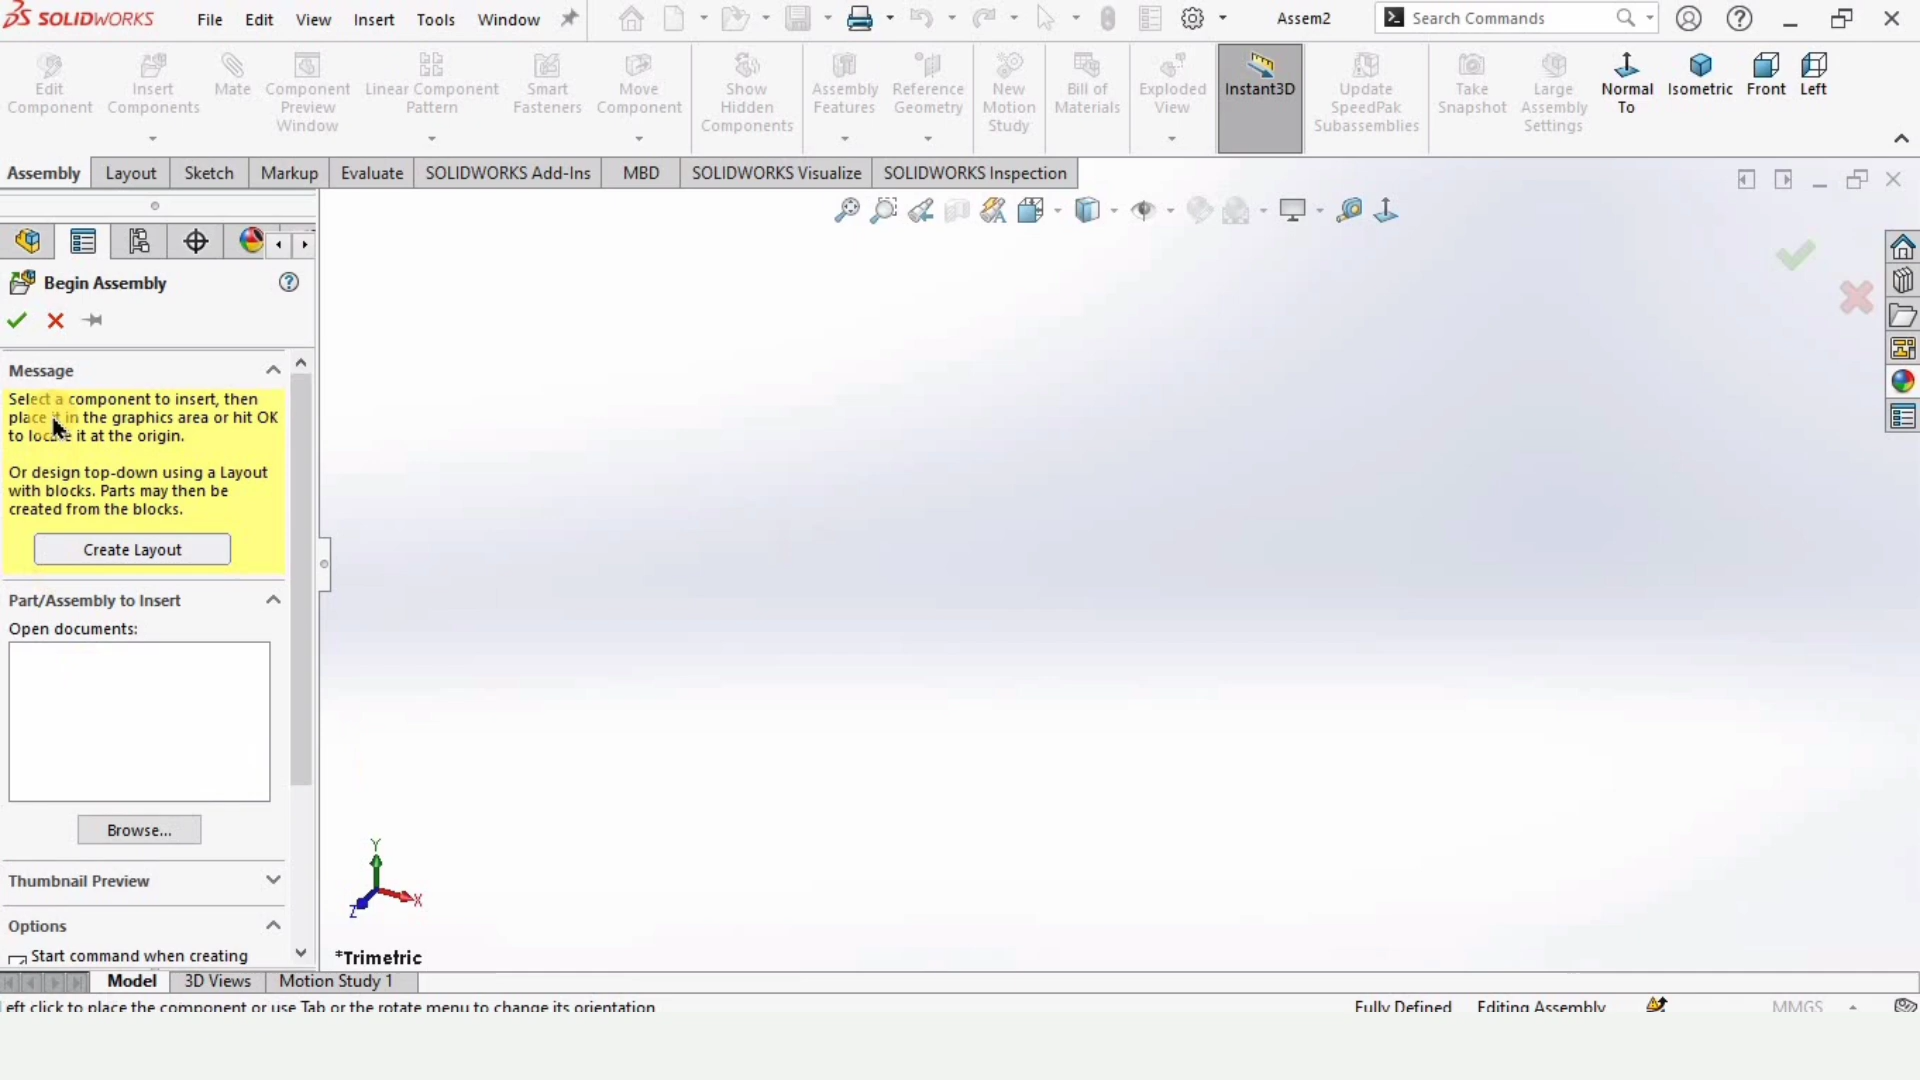 SOLIDWORKS File Edit View Insert Tools Window Assem2 Search Commands
Edit Component
Insert Components
Mate
Component Preview Window
Linear Component Pattern
Smart Fasteners
Move Component
Show Hidden Components
Assembly Features
Reference Geometry
New Motion Study
Bill of Materials
Exploded View
Instant3D
Update SpeedPak Subassemblies
Take Snapshot
Large Assembly Settings
Normal To
Isometric
Front
Left
Assembly Layout Sketch Markup Evaluate SOLIDWORKS Add-Ins MBD SOLIDWORKS Visualize SOLIDWORKS Inspection
Begin Assembly
Message
Select a component to insert, then
place it in the graphics area or hit OK
to locate it at the origin.
Or design top-down using a Layout
with blocks. Parts may then be
created from the blocks.
Create Layout
Part/Assembly to Insert
Open documents:
Browse...
Thumbnail Preview
Options
Start command when creating
Y
X
Z
*Trimetric
Model 3D Views Motion Study 1
eft click to place the component or use Tab or the rotate menu to change its orientation Fully Defined Editing Assembly MMGS